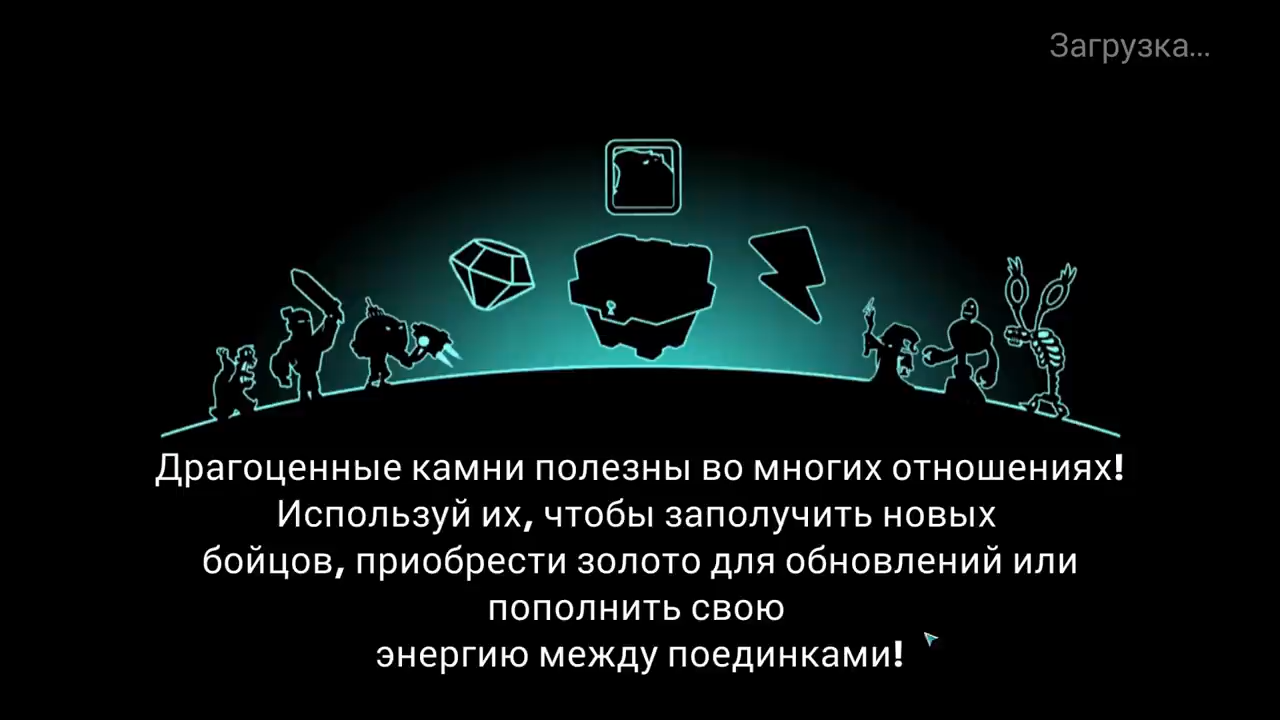 Загрузка...
Драгоценные камни полезны во многих отношениях!
Используй их, чтобы заполучить новых
бойцов, приобрести золото для обновлений или
пополнить свою
энергию между поединками!